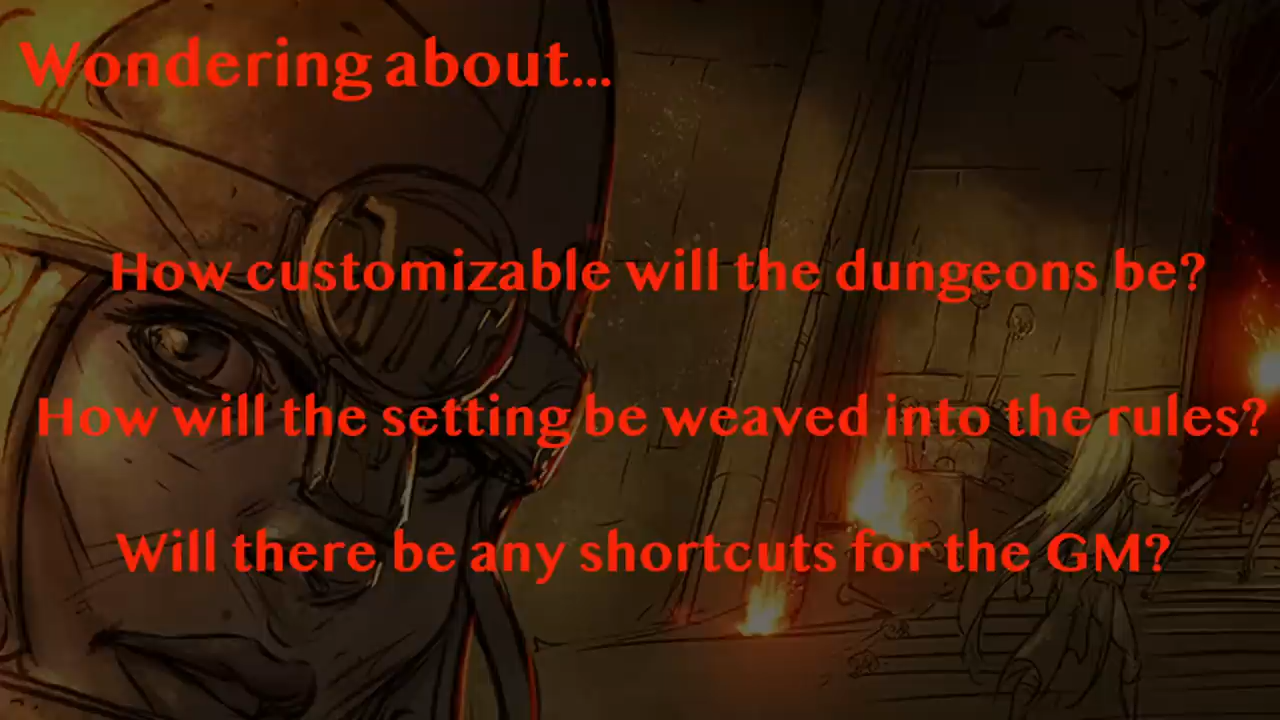 Wondering about...
How customizable will the dungeons be?
How will the setting be weaved into the rules?
Will there be any shortcuts for the GM?